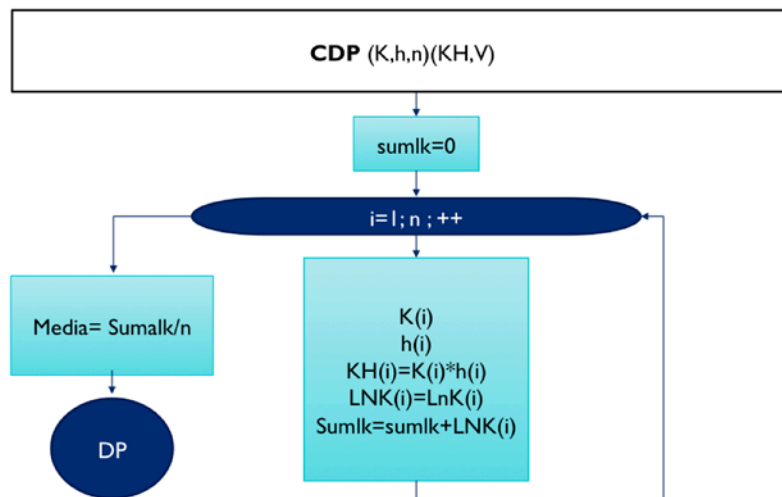 CDP (K,h,n)(KH,V)
sumlk=0
i=1; n ; ++
Media= Sumalk/n
DP
K(i)
h(i)
KH(i)=K(i)*h(i)
LNK(i)=LnK(i)
Sumlk=sumlk+LNK(i)